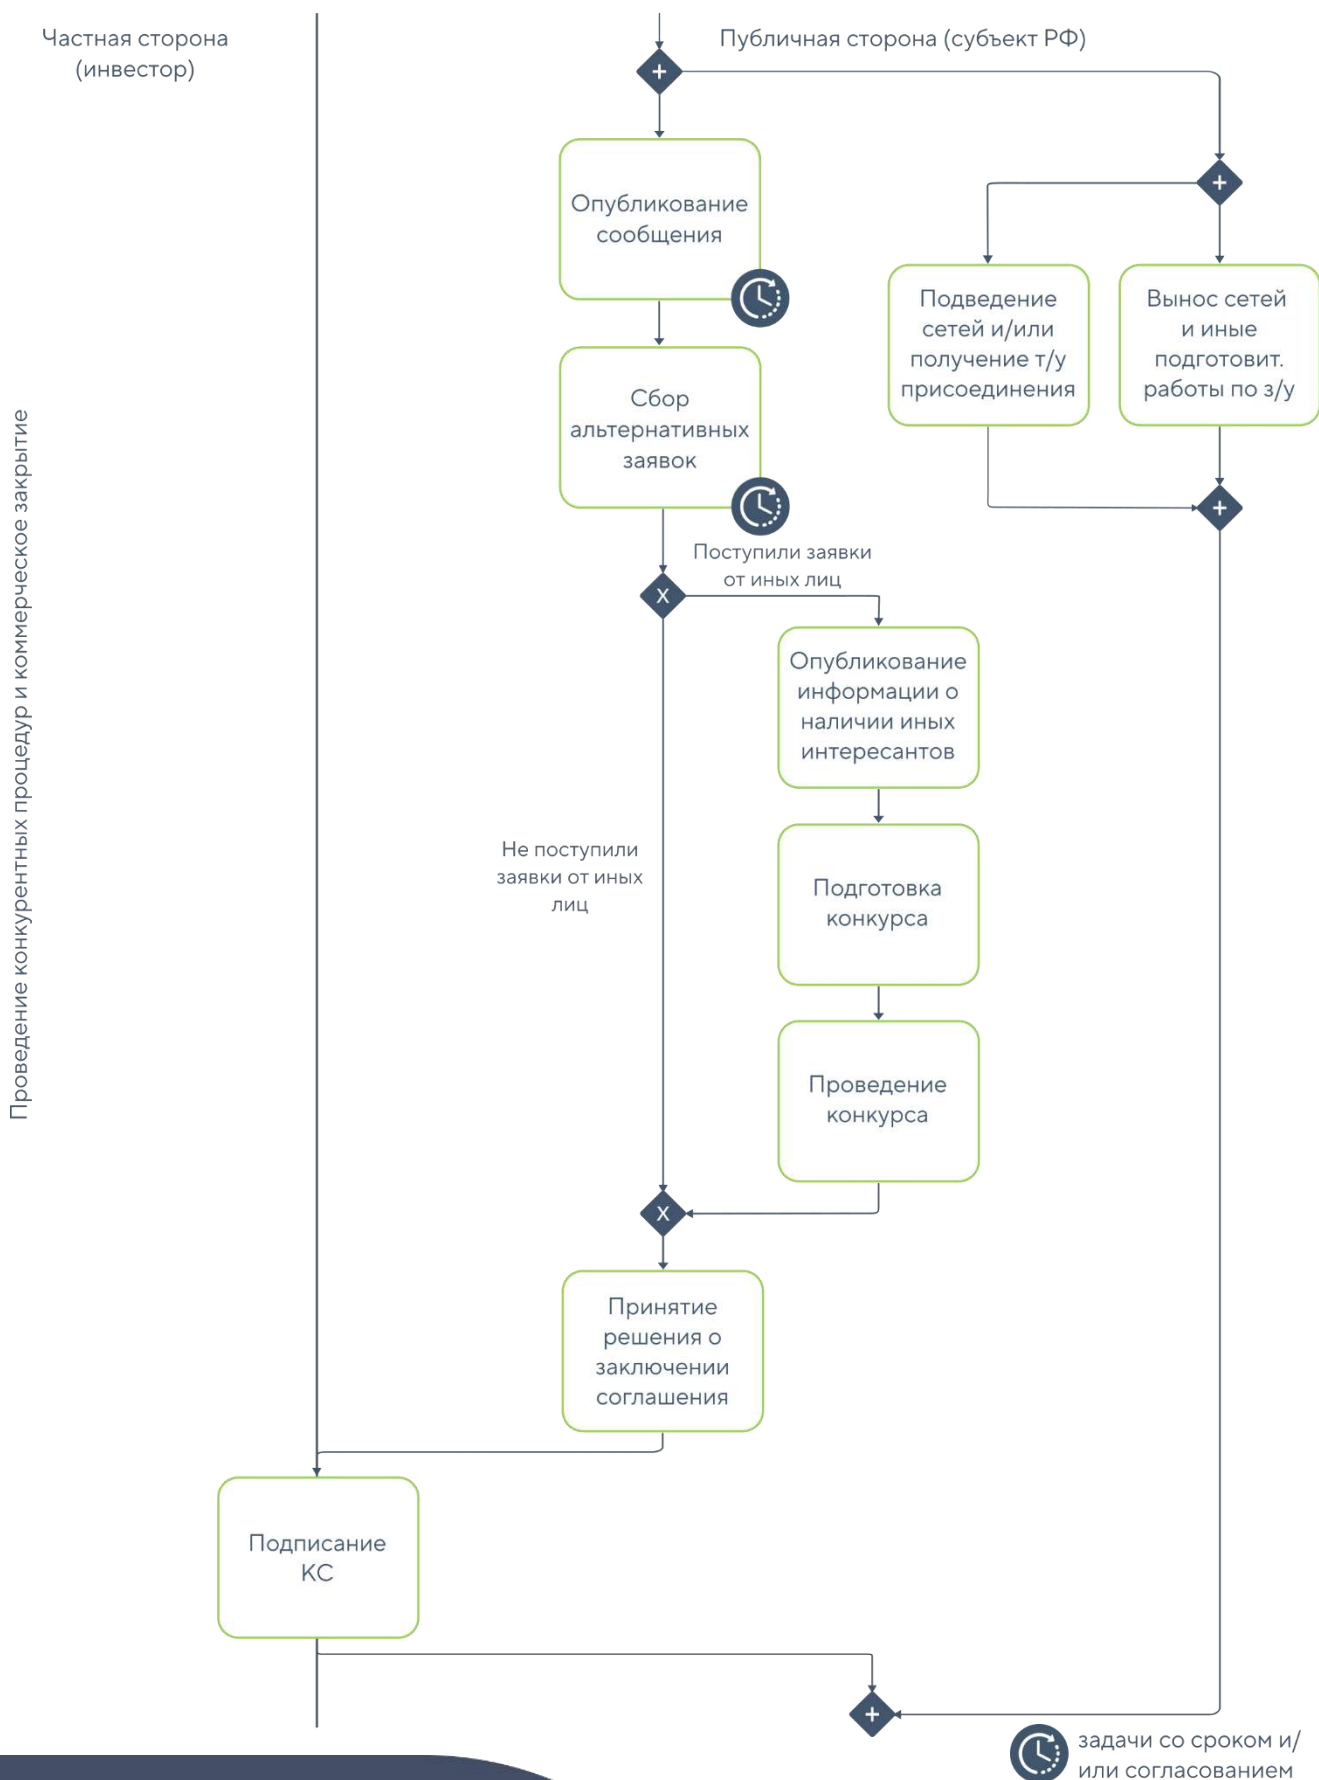 Частная сторона
(инвестор)
Публичная сторона (субъект РФ)
+
+
Опубликование
сообщения
Подведение
сетей и/или
получение т/у
присоединения
Вынос сетей
и иные
подготовит.
работы по з/у
Сбор
альтернативных
заявок
+
Поступили заявки
от иных лиц
X
Опубликование
информации о
наличии иных
интересантов
Проведение конкурентных процедур и коммерческое закрытие
Не поступили
заявки от иных
лиц
Подготовка
конкурса
Проведение
конкурса
X
Принятие
решения о
заключении
соглашения
Подписание
КС
+
задачи со сроком и/
или согласованием